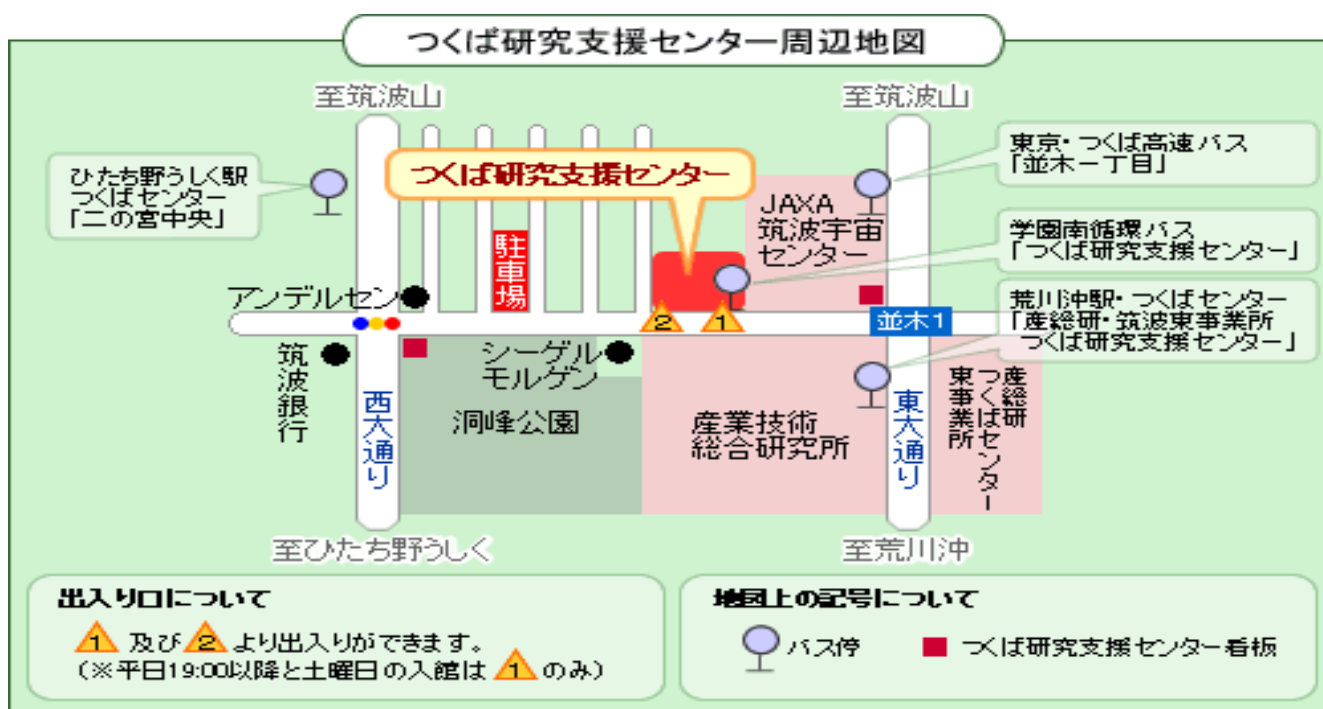 つくば研究支援センター周辺地図
至筑波山
至筑波山
ひたち野うしく駅
つくばセンター
「二の宮中央」
つくば研究支援センター
東京・つくば高速バス
「並木一丁目」
JAXA
筑波宇宙
センター
学園南循環バス
「つくば研究支援センター」
駐車場
アンデルセン
荒川沖駅・つくばセンター
「産総研・筑波東事業所
つくば研究支援センター」
2
1
並木1
筑波銀行
シーゲル
モルゲン
西大通り
洞峰公園
産業技術
総合研究所
東大通り
産総研
つくばセンター
東事業所
至ひたち野うしく
至荒川沖
出入り口について
1 及び 2 より出入りができます。
(※平日19:00以降と土曜日の入館は 1 のみ)
地図上の記号について
バス停
つくば研究支援センター看板